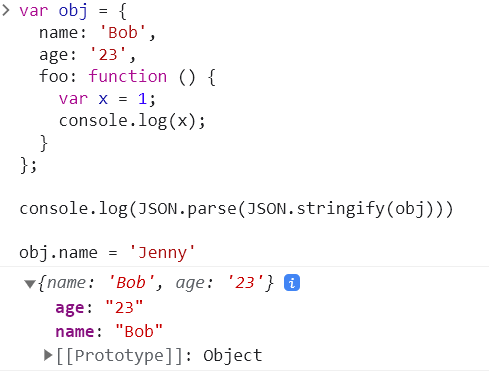 var obj = {
  name: 'Bob',
  age: '23',
  foo: function () {
    var x = 1;
    console.log(x);
  }
};

console.log(JSON.parse(JSON.stringify(obj)))

obj.name = 'Jenny'
{name: 'Bob', age: '23'} i
age: "23"
name: "Bob"
[[Prototype]]: Object